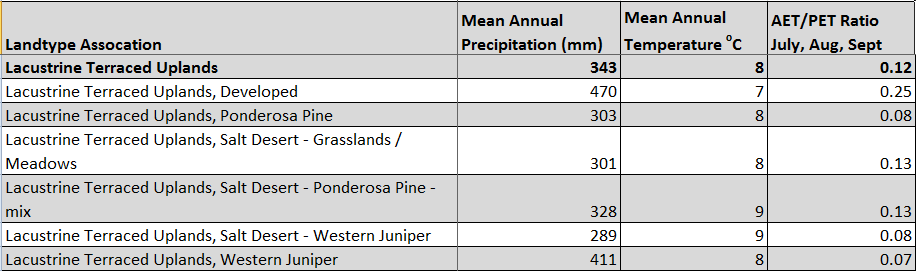 Landtype Assocation Mean Annual Precipitation (mm) Mean Annual Temperature °C AET/PET Ratio July, Aug, Sept
Lacustrine Terraced Uplands 343 8 0.12
Lacustrine Terraced Uplands, Developed 470 7 0.25
Lacustrine Terraced Uplands, Ponderosa Pine 303 8 0.08
Lacustrine Terraced Uplands, Salt Desert - Grasslands /
Meadows 301 8 0.13
Lacustrine Terraced Uplands, Salt Desert - Ponderosa Pine -
mix 328 9 0.13
Lacustrine Terraced Uplands, Salt Desert - Western Juniper 289 9 0.08
Lacustrine Terraced Uplands, Western Juniper 411 8 0.07